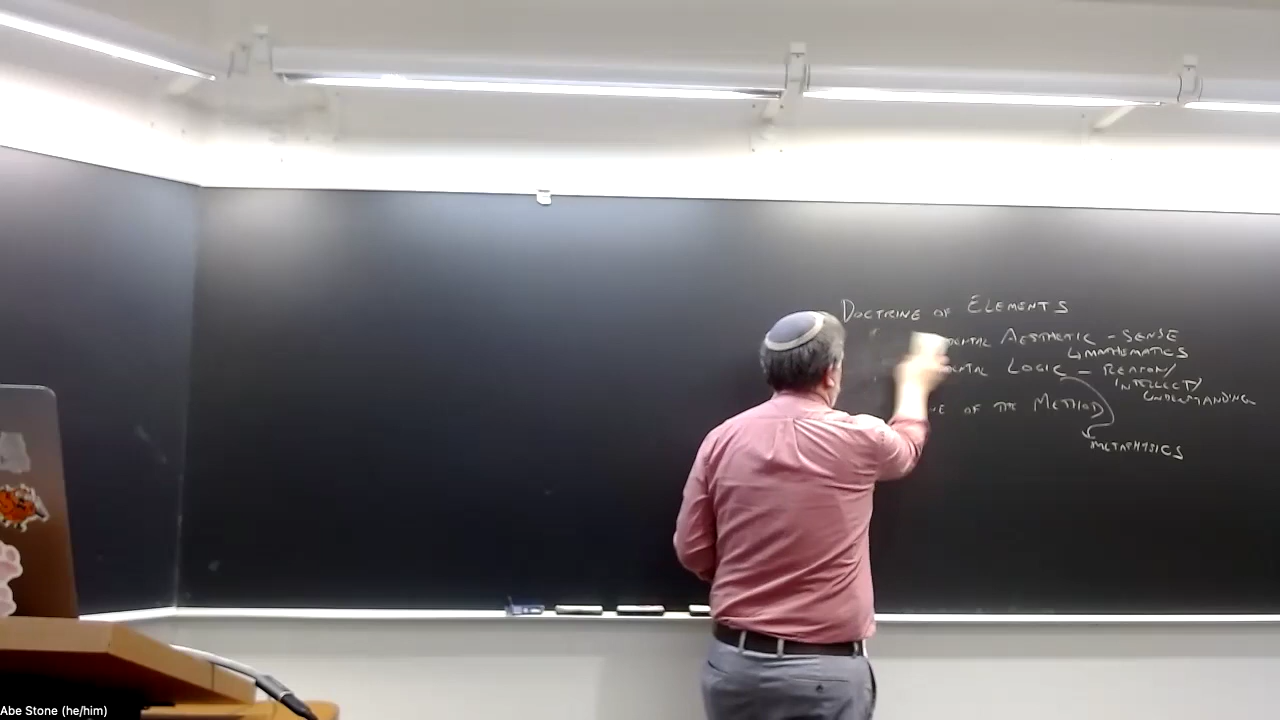 DOCTRINE OF ELEMENTS
AESTHETIC - SENSE
↳ MATHEMATICS
LOGIC - REASON/
INTELLECT/
UNDERSTANDING
OF THE METHOD
METAPHYSICS
Abe Stone (he/him)